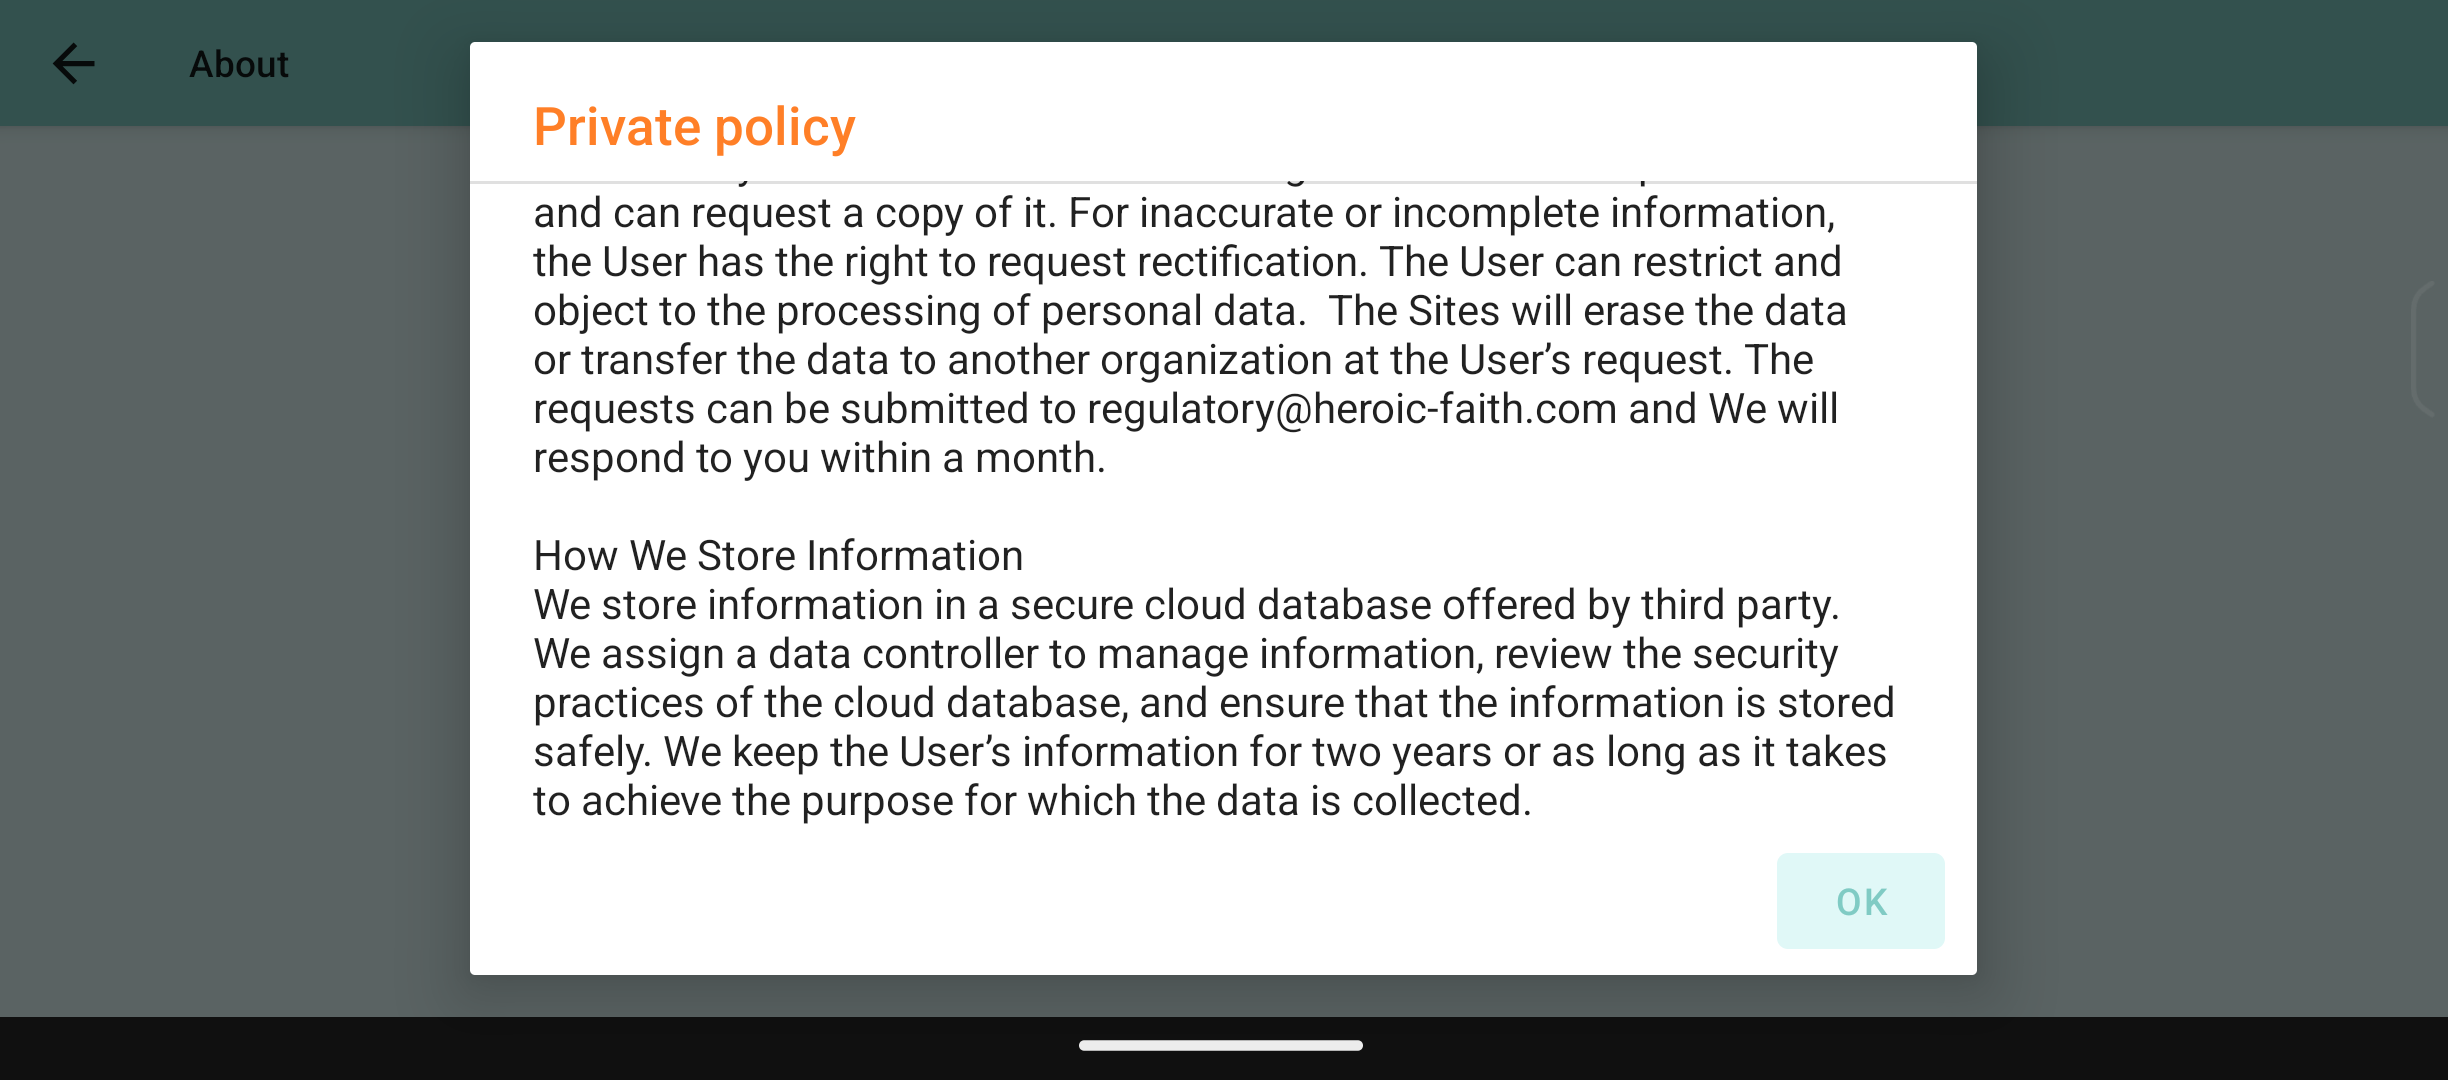 About
Private policy
and can request a copy of it. For inaccurate or incomplete information,
the User has the right to request rectification. The User can restrict and
object to the processing of personal data.  The Sites will erase the data
or transfer the data to another organization at the User’s request. The
requests can be submitted to regulatory@heroic-faith.com and We will
respond to you within a month.
How We Store Information
We store information in a secure cloud database offered by third party.
We assign a data controller to manage information, review the security
practices of the cloud database, and ensure that the information is stored
safely. We keep the User’s information for two years or as long as it takes
to achieve the purpose for which the data is collected.
OK